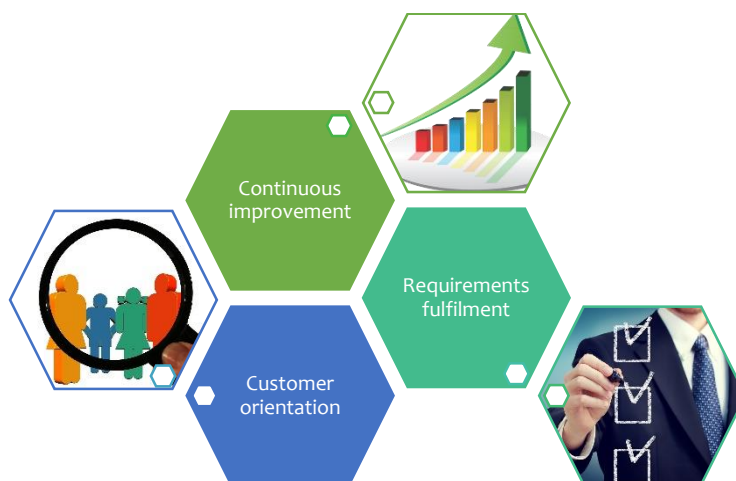 Continuous
improvement
Requirements
fulfilment
Customer
orientation